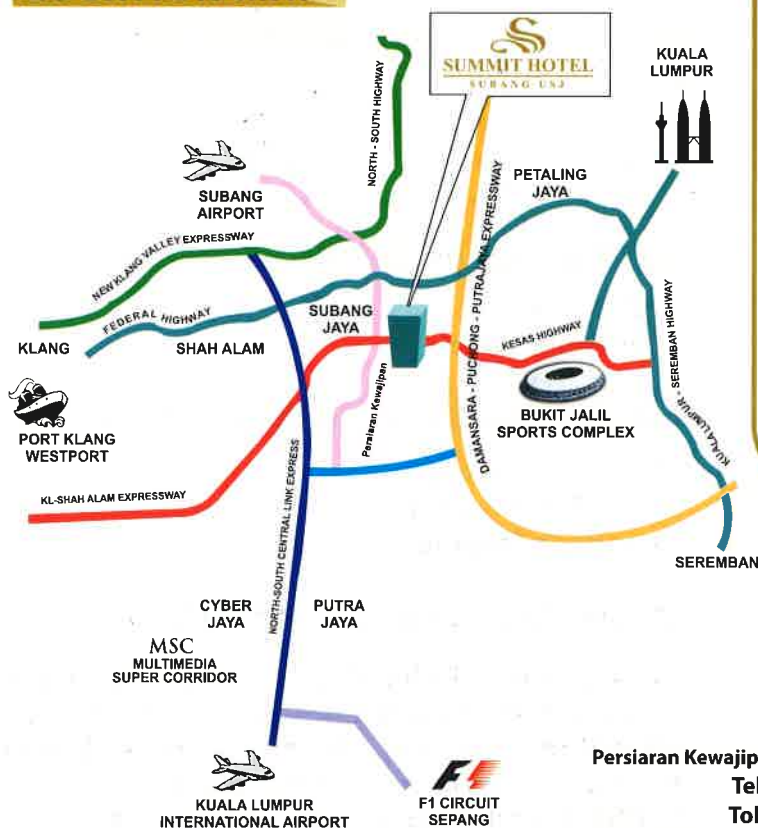 SUMMIT HOTEL
SUBANG USJ
KUALA
LUMPUR
NORTH - SOUTH HIGHWAY
SUBANG
AIRPORT
PETALING
JAYA
NEW KLANG VALLEY EXPRESSWAY
DAMANSARA - PUCHONG - PUTRAJAYA EXPRESSWAY
FEDERAL HIGHWAY
SUBANG
JAYA
KLANG
SHAH ALAM
KESAS HIGHWAY
KUALA LUMPUR - SEREMBAN HIGHWAY
Persiaran Kewajipan
BUKIT JALIL
SPORTS COMPLEX
PORT KLANG
WESTPORT
KL-SHAH ALAM EXPRESSWAY
NORTH-SOUTH CENTRAL LINK EXPRESS
SEREMBAN
CYBER
JAYA
PUTRA
JAYA
MSC
MULTIMEDIA
SUPER CORRIDOR
KUALA LUMPUR
INTERNATIONAL AIRPORT
F1
F1 CIRCUIT
SEPANG
Persiaran Kewajip
Tel
Tol